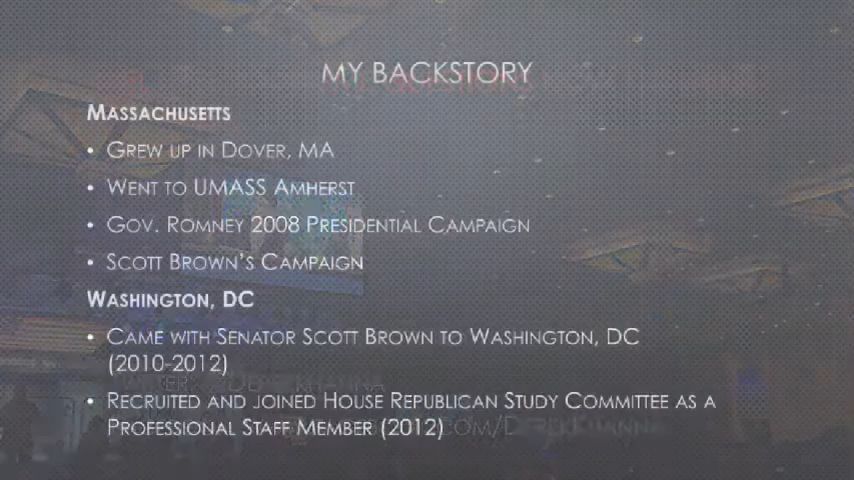 MY BACKSTORY
MASSACHUSETTS
• GREW UP IN DOVER, MA
• WENT TO UMASS AMHERST
• GOV. ROMNEY 2008 PRESIDENTIAL CAMPAIGN
• SCOTT BROWN'S CAMPAIGN
WASHINGTON, DC
• CAME WITH SENATOR SCOTT BROWN TO WASHINGTON, DC
(2010-2012)
• RECRUITED AND JOINED HOUSE REPUBLICAN STUDY COMMITTEE AS A
PROFESSIONAL STAFF MEMBER (2012)